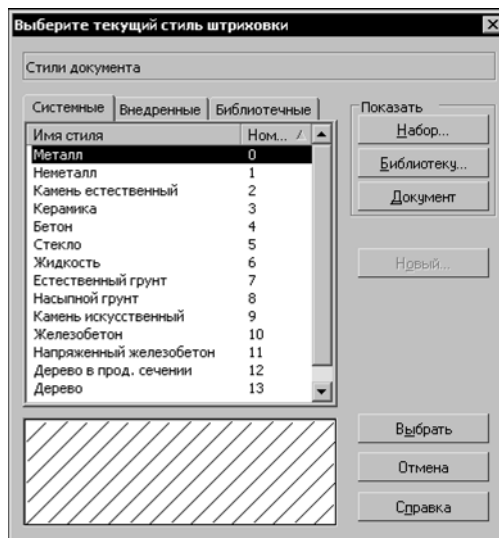 Выберите текущий стиль штриховки
Стили документа
Системные Внедренные Библиотечные
Имя стиля Ном...
Металл 0
Неметалл 1
Камень естественный 2
Керамика 3
Бетон 4
Стекло 5
Жидкость 6
Естественный грунт 7
Насыпной грунт 8
Камень искусственный 9
Железобетон 10
Напряженный железобетон 11
Дерево в прод. сечении 12
Дерево 13
Показать
Набор...
Библиотеку...
Документ
Новый...
Выбрать
Отмена
Справка